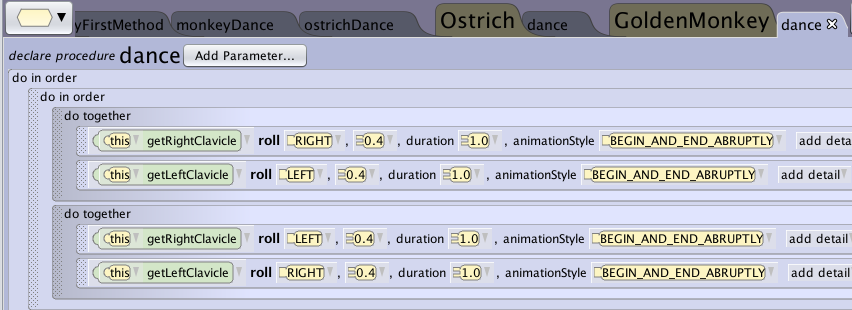 yFirstMethod monkeyDance ostrichDance Ostrich dance GoldenMonkey dance
declare procedure dance Add Parameter...
do in order
do in order
do together
this getRightClavicle roll RIGHT , 0.4 , duration 1.0 , animationStyle BEGIN_AND_END_ABRUPTLY add deta
this getLeftClavicle roll LEFT , 0.4 , duration 1.0 , animationStyle BEGIN_AND_END_ABRUPTLY add detail
do together
this getRightClavicle roll LEFT , 0.4 , duration 1.0 , animationStyle BEGIN_AND_END_ABRUPTLY add detail
this getLeftClavicle roll RIGHT , 0.4 , duration 1.0 , animationStyle BEGIN_AND_END_ABRUPTLY add detail